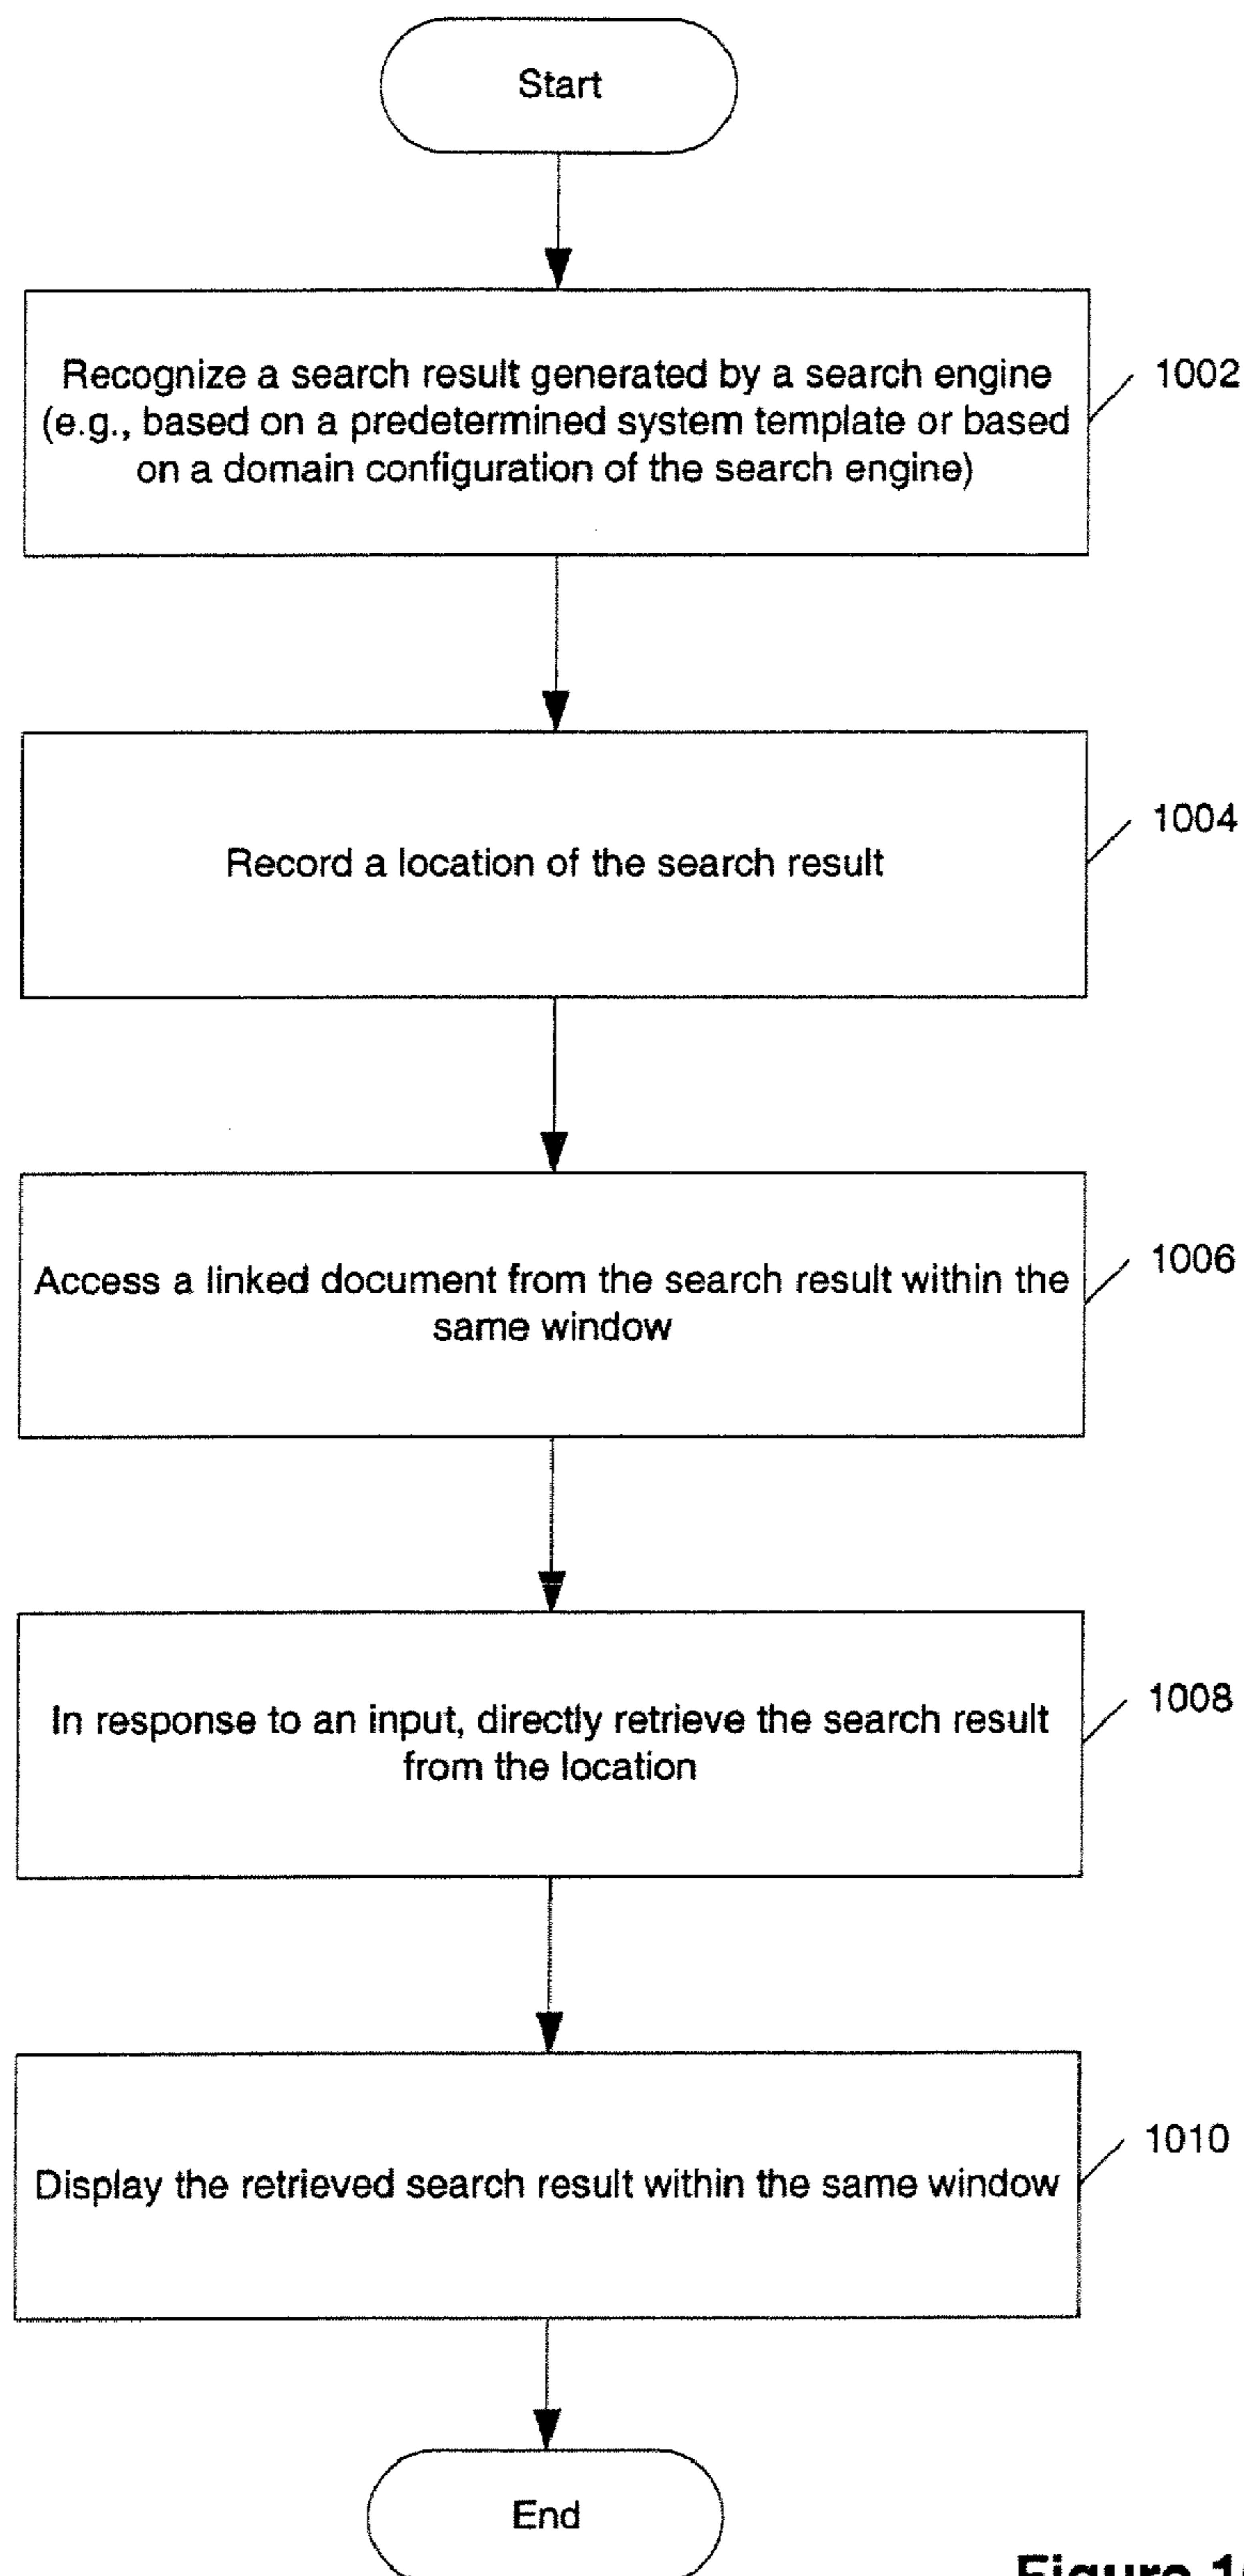 Start
Recognize a search result generated by a search engine
(e.g., based on a predetermined system template or based
on a domain configuration of the search engine)
1002
Record a location of the search result
1004
Access a linked document from the search result within the
same window
1006
In response to an input, directly retrieve the search result
from the location
1008
Display the retrieved search result within the same window
1010
End
Figure